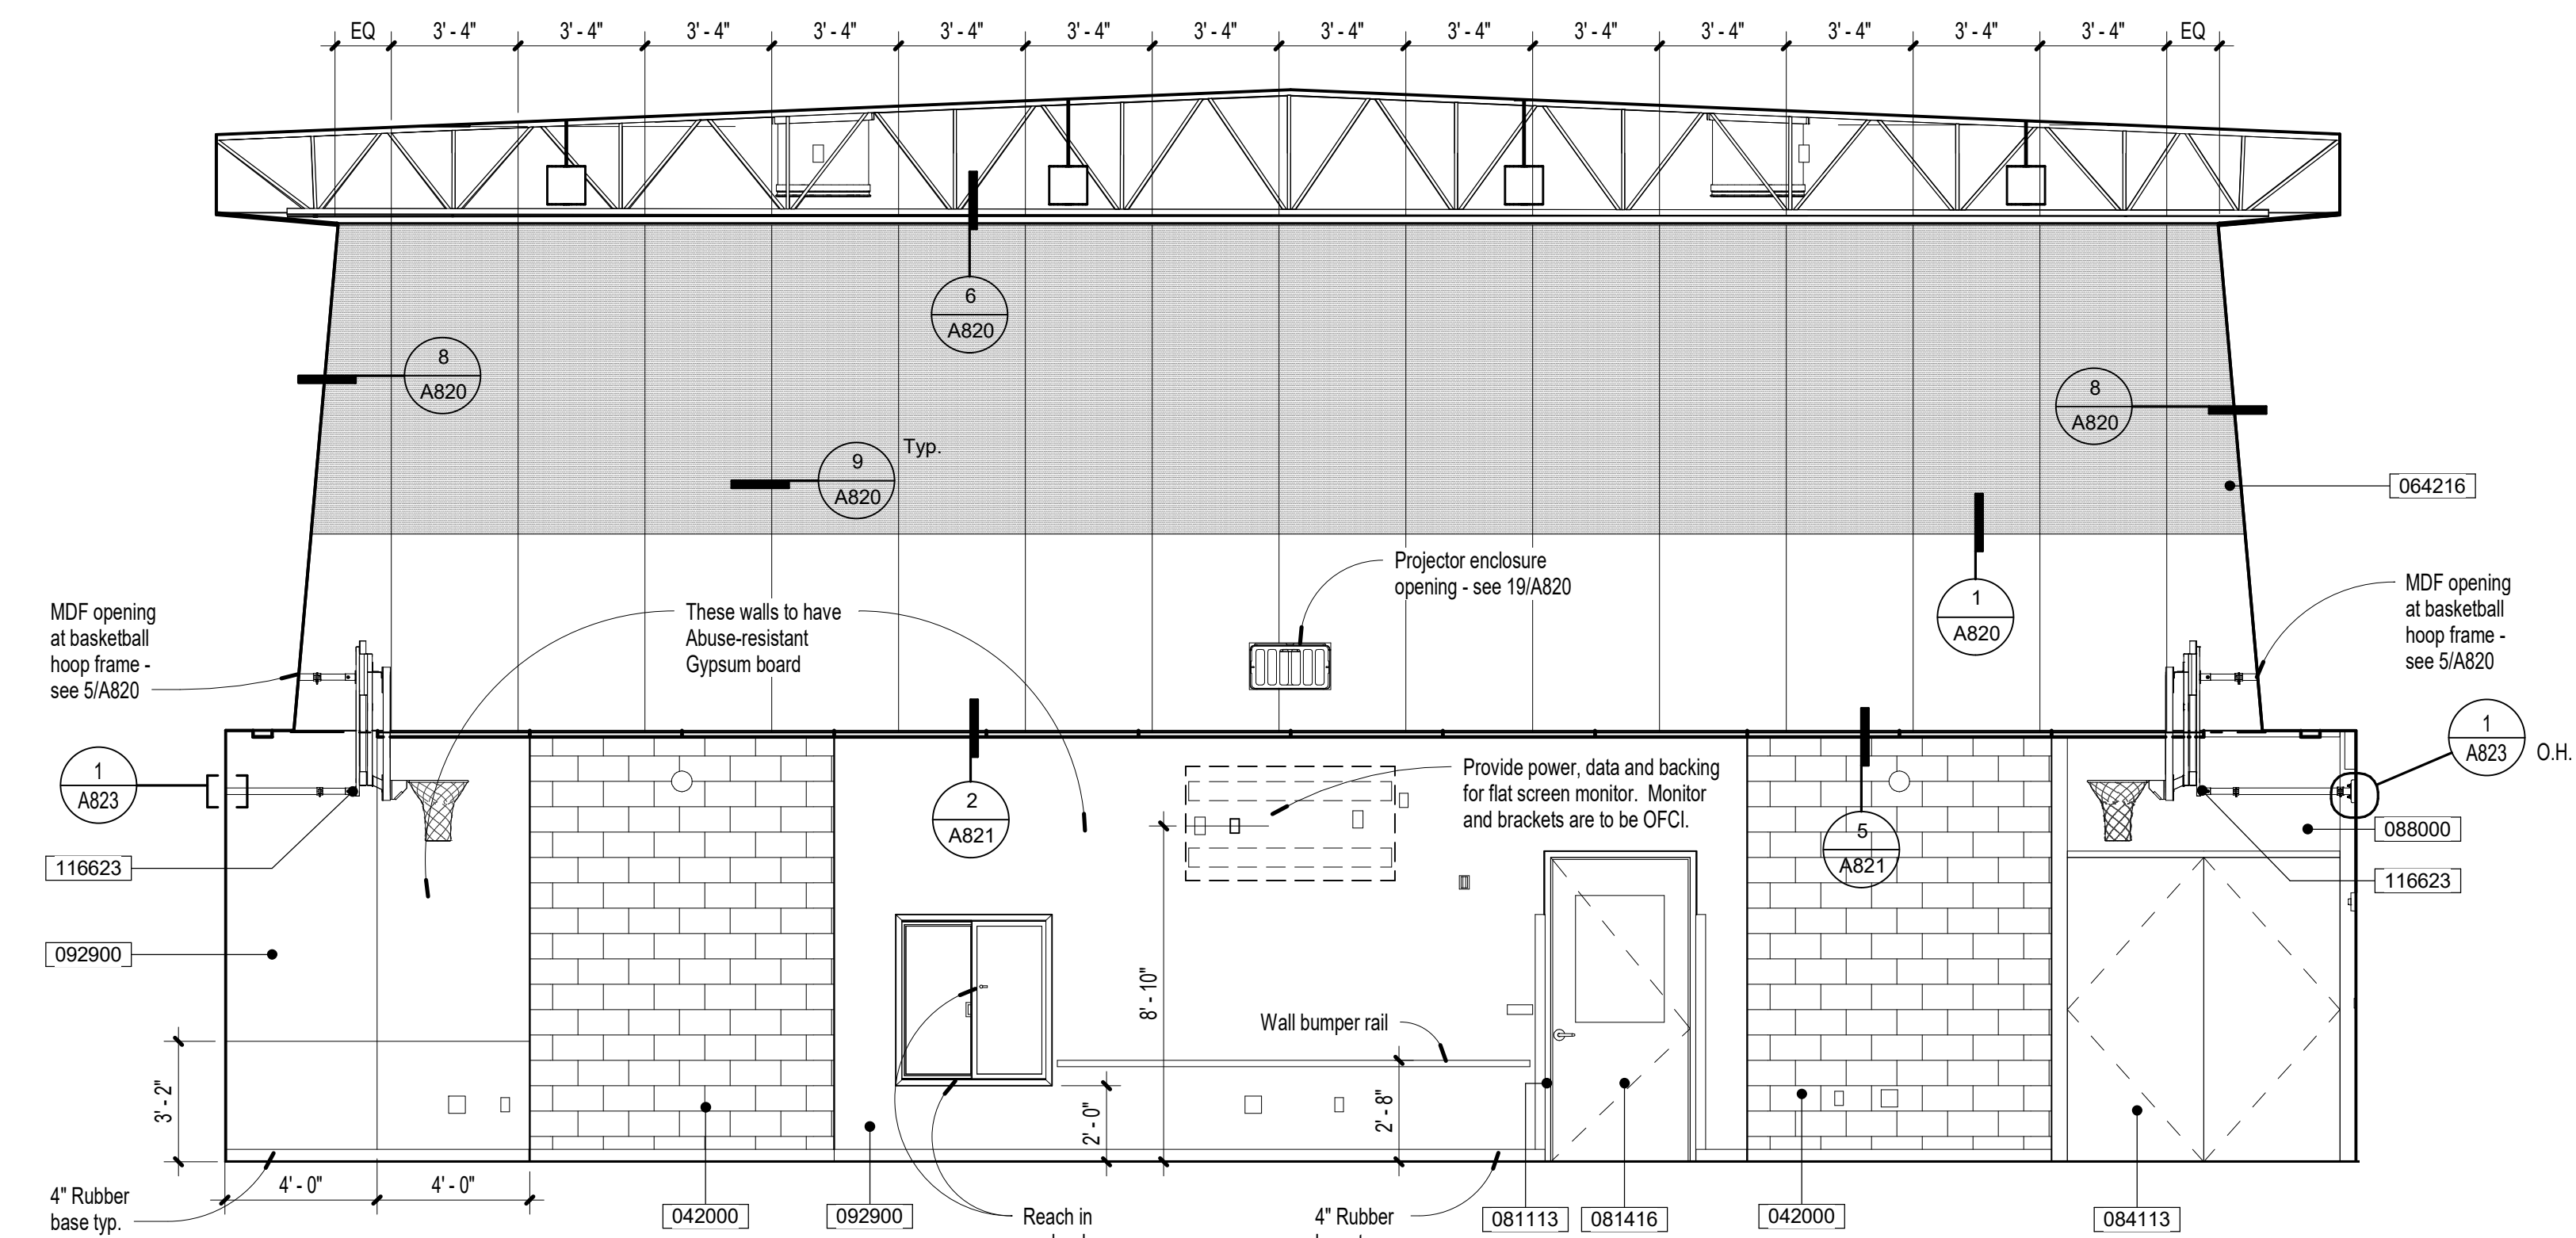 EQ 3' - 4" 3' - 4" 3' - 4" 3' - 4" 3' - 4" 3' - 4" 3' - 4" 3' - 4" 3' - 4" 3' - 4" 3' - 4" 3' - 4" 3' - 4" 3' - 4" EQ
6
A820
8
A820
8
A820
9
A820
Typ.
064216
Projector enclosure
opening - see 19/A820
1
A820
MDF opening
at basketball
hoop frame -
see 5/A820
These walls to have
Abuse-resistant
Gypsum board
MDF opening
at basketball
hoop frame -
see 5/A820
1
A823
O.H.
1
A823
2
A821
Provide power, data and backing
for flat screen monitor. Monitor
and brackets are to be OFCI.
5
A821
088000
116623
116623
092900
8' - 10"
Wall bumper rail
3' - 2"
2' - 0"
2' - 8"
4' - 0" 4' - 0"
4" Rubber
base typ.
042000
092900
Reach in
4" Rubber
081113
081416
042000
084113